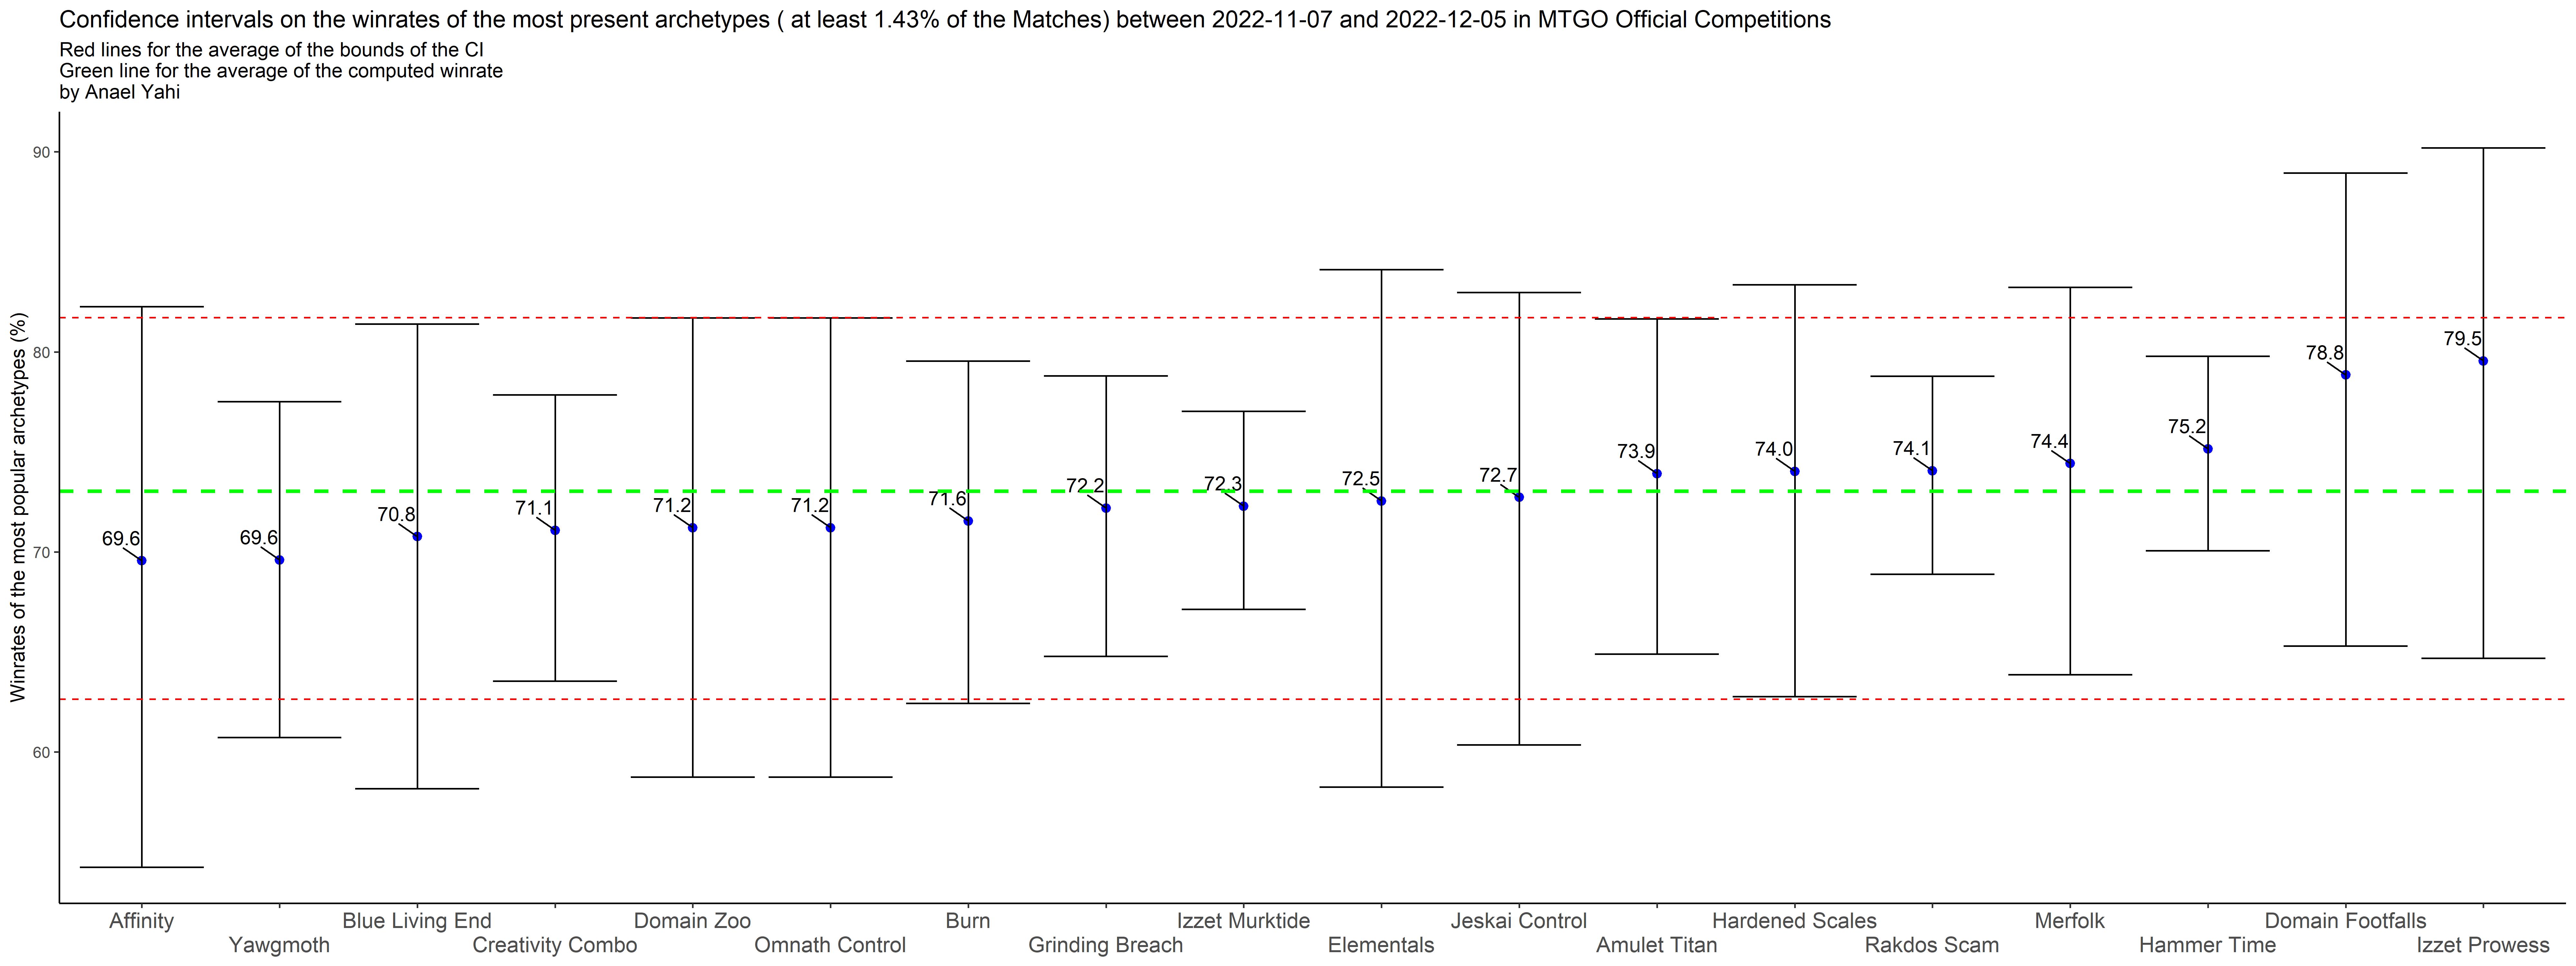 Confidence intervals on the winrates of the most present archetypes ( at least 1.43% of the Matches) between 2022-11-07 and 2022-12-05 in MTGO Official Competitions
Red lines for the average of the bounds of the CI
Green line for the average of the computed winrate
by Anael Yahi
Winrates of the most popular archetypes (%)
90
80
70
60
69.6
69.6
70.8
71.1
71.2
71.2
71.6
72.2
72.3
72.5
72.7
73.9
74.0
74.1
74.4
75.2
78.8
79.5
Affinity
Yawgmoth
Blue Living End
Creativity Combo
Domain Zoo
Omnath Control
Burn
Grinding Breach
Izzet Murktide
Elementals
Jeskai Control
Amulet Titan
Hardened Scales
Rakdos Scam
Merfolk
Hammer Time
Domain Footfalls
Izzet Prowess